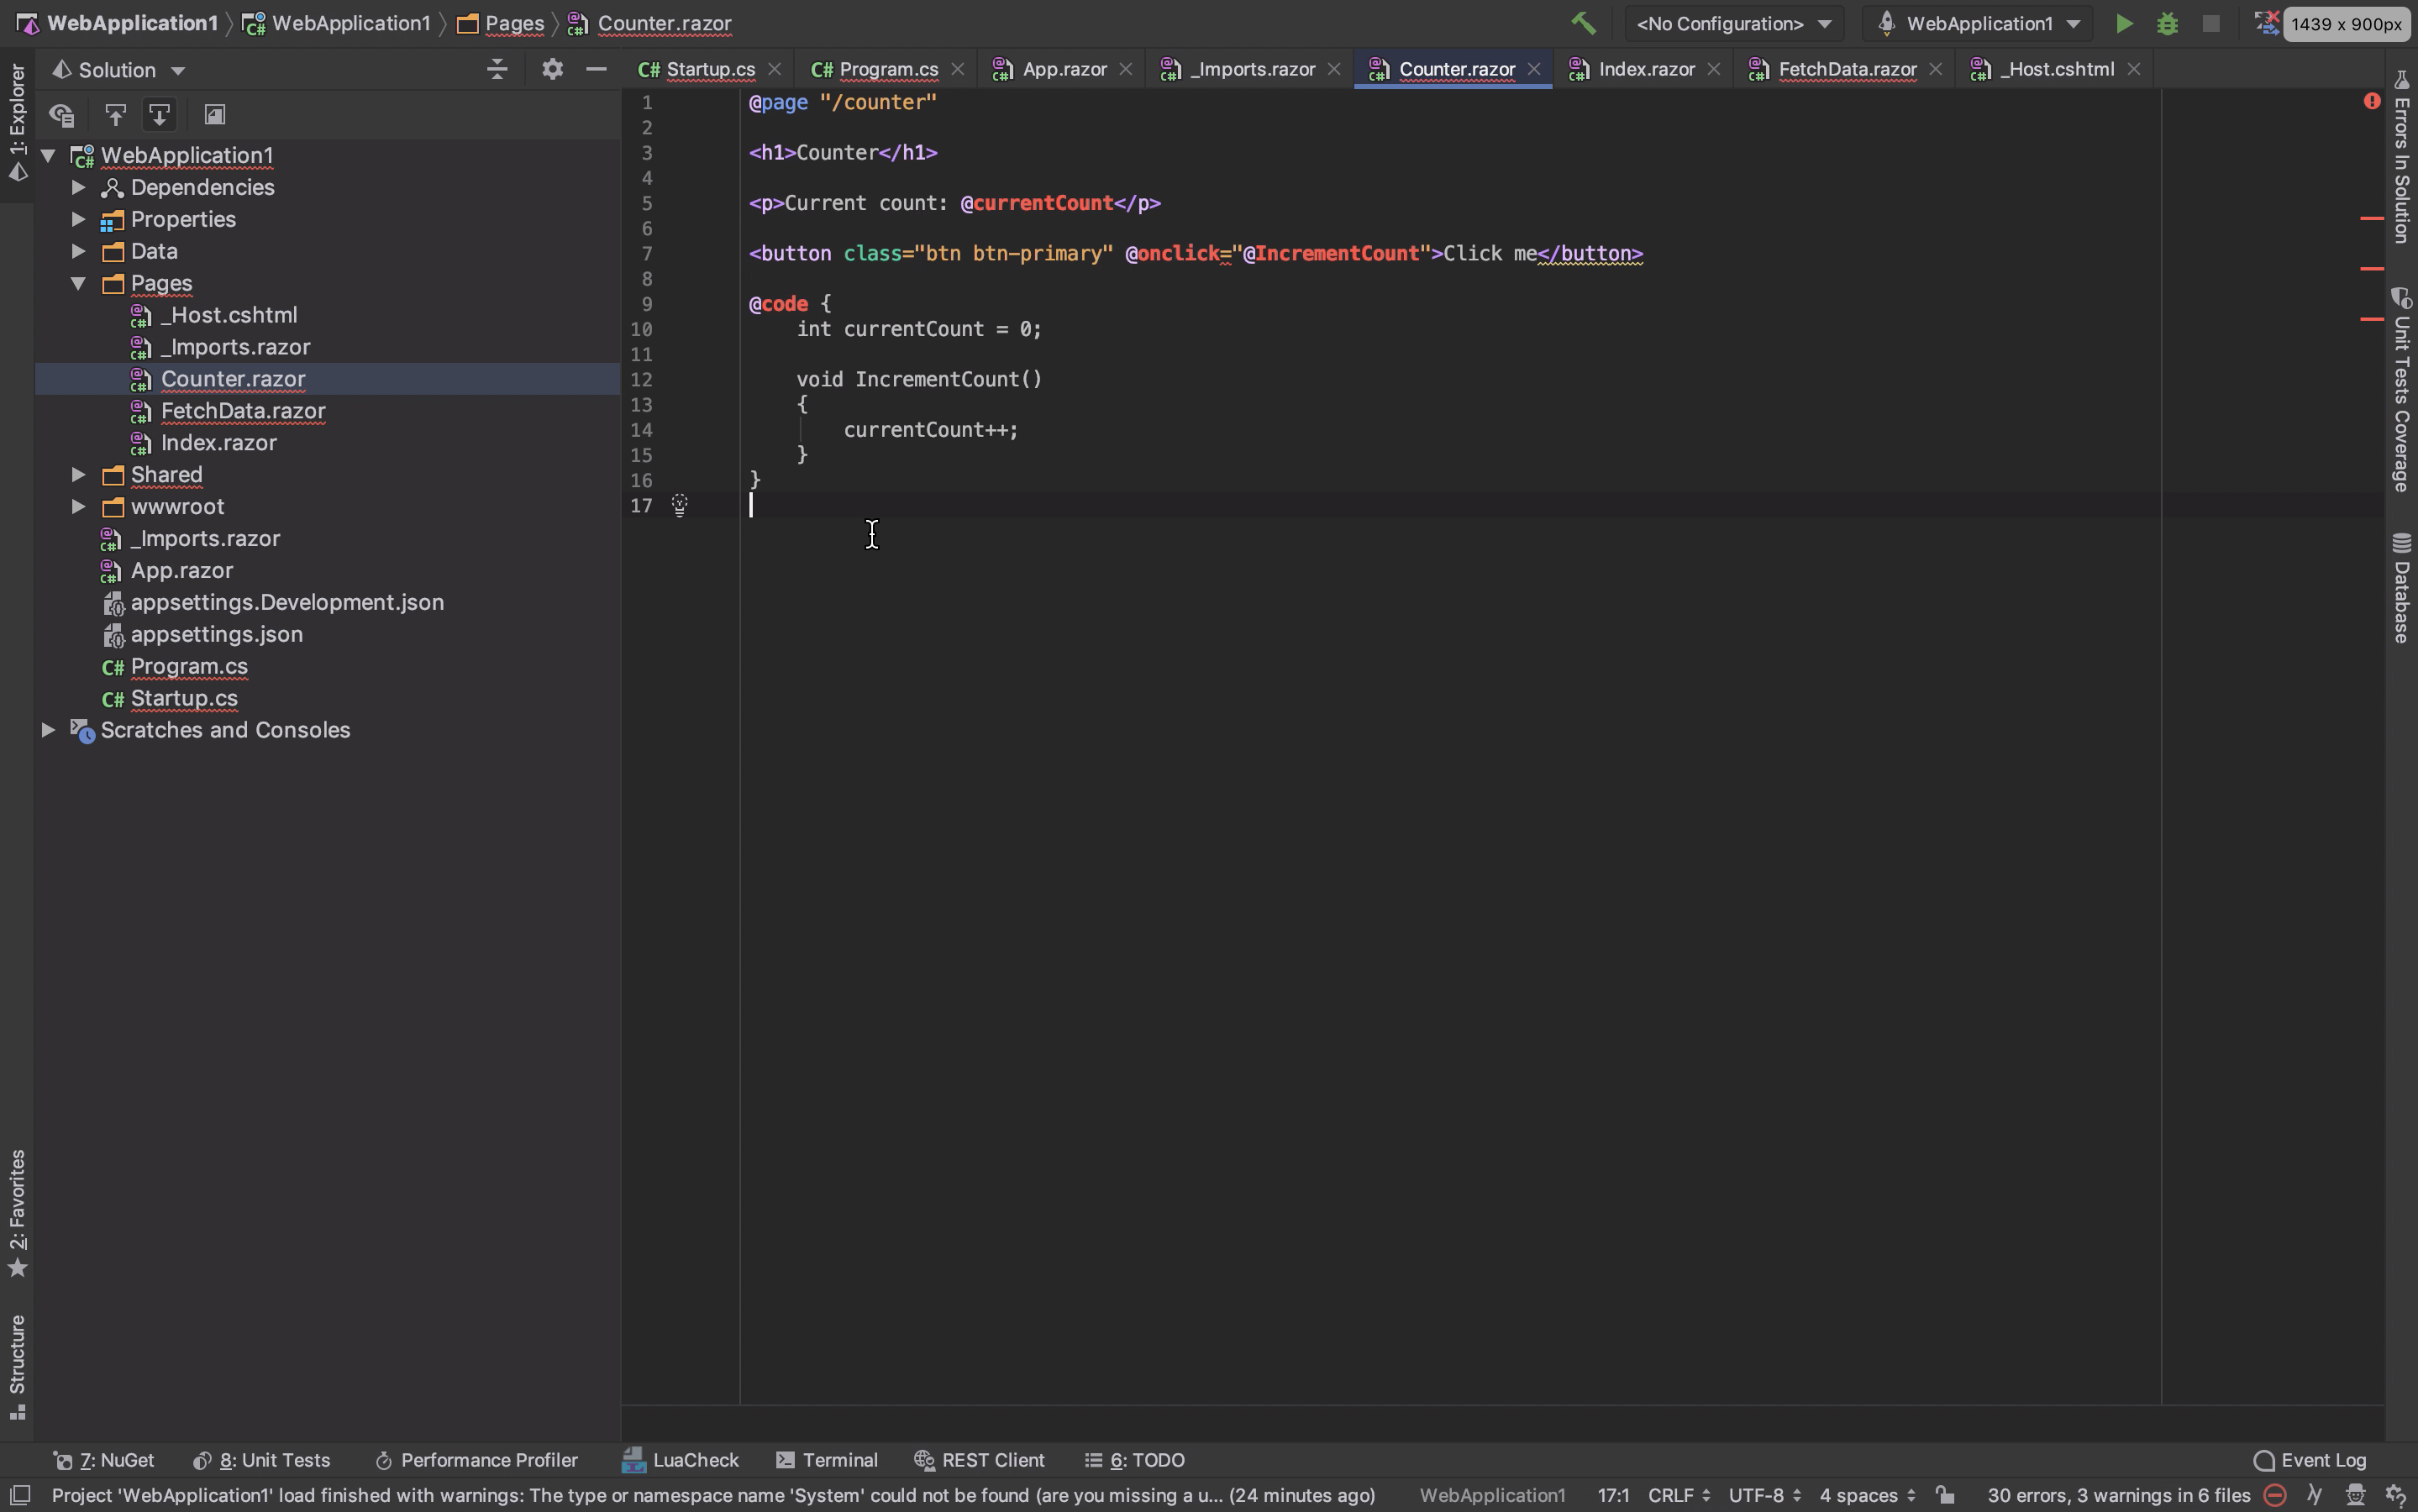 WebApplication1 WebApplication1 Pages Counter.razor <No Configuration> WebApplication1 1439 x 900px
Solution
Startup.cs Program.cs App.razor _Imports.razor Counter.razor Index.razor FetchData.razor _Host.cshtml
1: Explorer
WebApplication1
Dependencies
Properties
Data
Pages
_Host.cshtml
_Imports.razor
Counter.razor
FetchData.razor
Index.razor
Shared
wwwroot
_Imports.razor
App.razor
appsettings.Development.json
appsettings.json
C# Program.cs
C# Startup.cs
Scratches and Consoles
2: Favorites
Structure
1 @page "/counter"
2
3 <h1>Counter</h1>
4
5 <p>Current count: @currentCount</p>
6
7 <button class="btn btn-primary" @onclick="@IncrementCount">Click me</button>
8
9 @code {
10 int currentCount = 0;
11
12 void IncrementCount()
13 {
14 currentCount++;
15 }
16 }
17
Errors In Solution
Unit Tests Coverage
Database
7: NuGet 8: Unit Tests Performance Profiler LuaCheck Terminal REST Client 6: TODO Event Log
Project 'WebApplication1' load finished with warnings: The type or namespace name 'System' could not be found (are you missing a u... (24 minutes ago) WebApplication1 17:1 CRLF UTF-8 4 spaces 30 errors, 3 warnings in 6 files